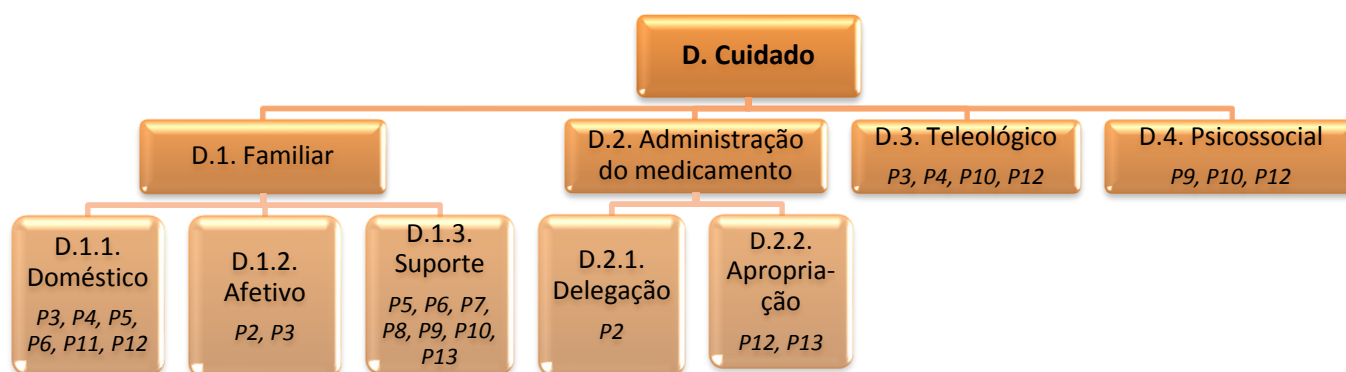 D. Cuidado
D.1. Familiar
D.2. Administração
do medicamento
D.3. Teleológico
P3, P4, P10, P12
D.4. Psicossocial
P9, P10, P12
D.1.1.
Doméstico
P3, P4, P5,
P6, P11, P12
D.1.2.
Afetivo
P2, P3
D.1.3.
Suporte
P5, P6, P7,
P8, P9, P10,
P13
D.2.1.
Delegação
P2
D.2.2.
Apropria-
ção
P12, P13